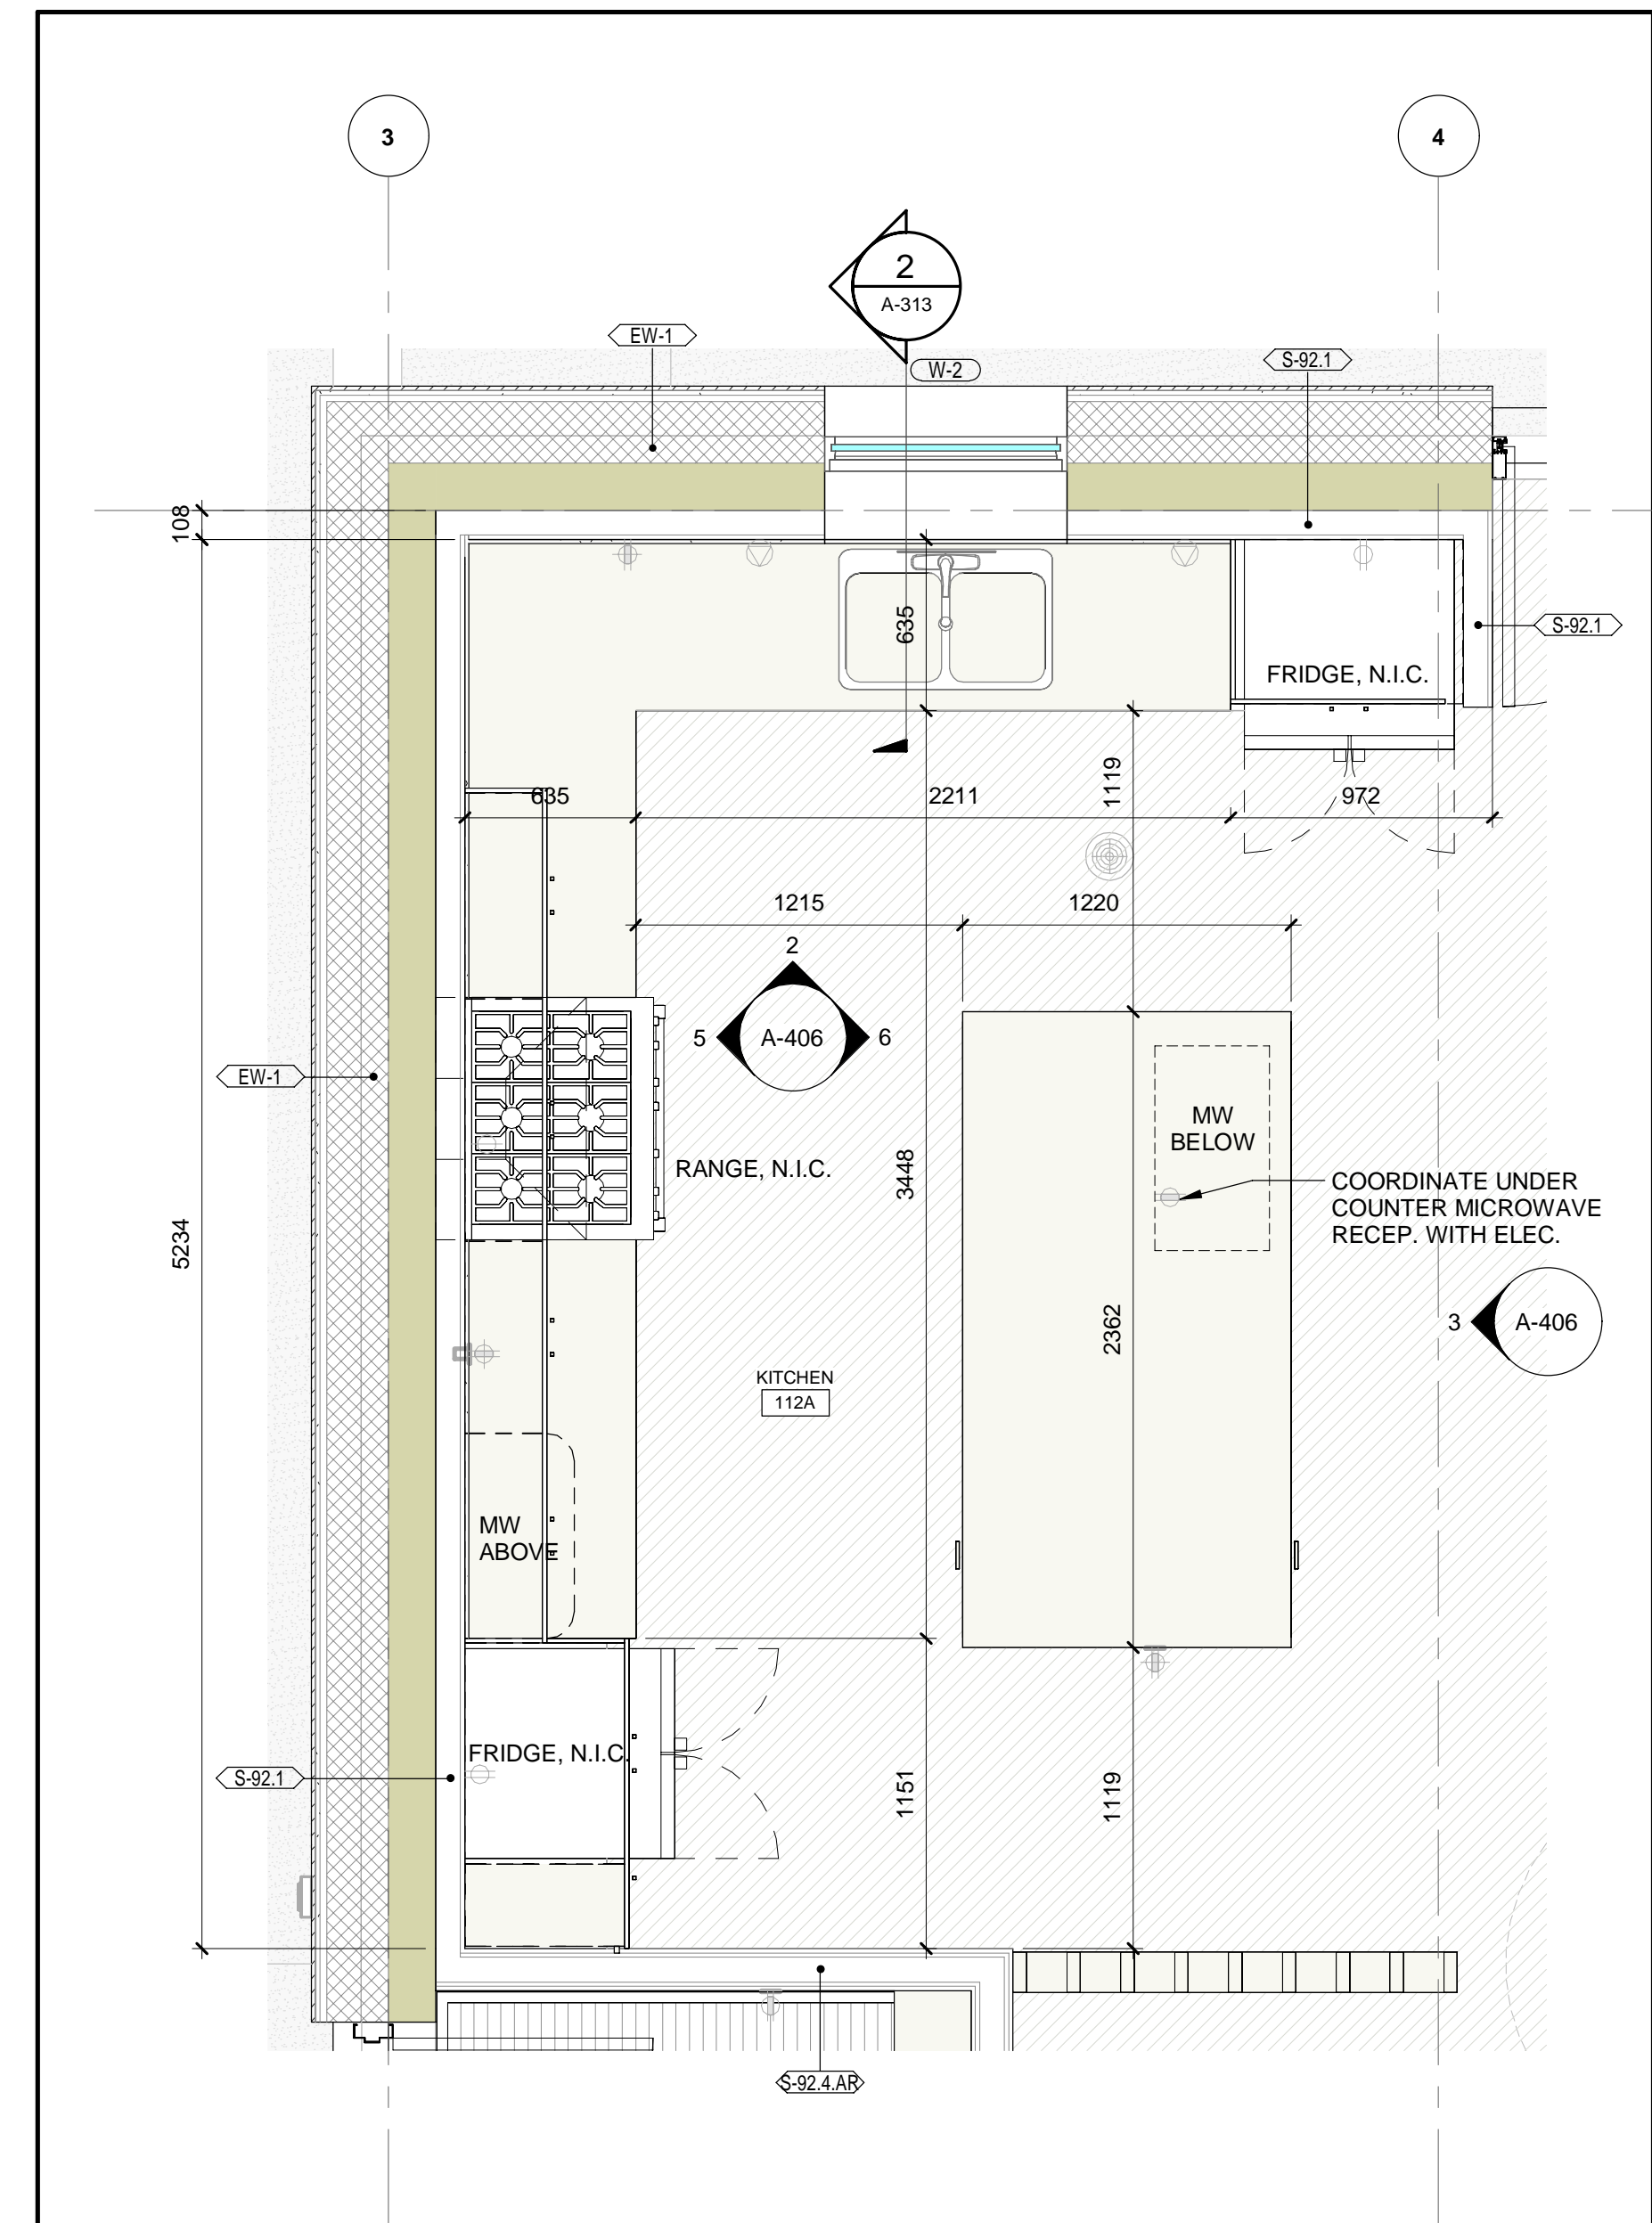 3
4
2
A-313
EW-1
W-2
S-92.1
108
635
S-92.1
FRIDGE, N.I.C.
1119
635
2211
972
1215
1220
2
5
A-406
6
MW
BELOW
RANGE, N.I.C.
3448
EW-1
COORDINATE UNDER
COUNTER MICROWAVE
RECEP. WITH ELEC.
5234
2362
3
A-406
KITCHEN
112A
MW
ABOVE
FRIDGE, N.I.C.
S-92.1
1151
1119
S-92.4.AR